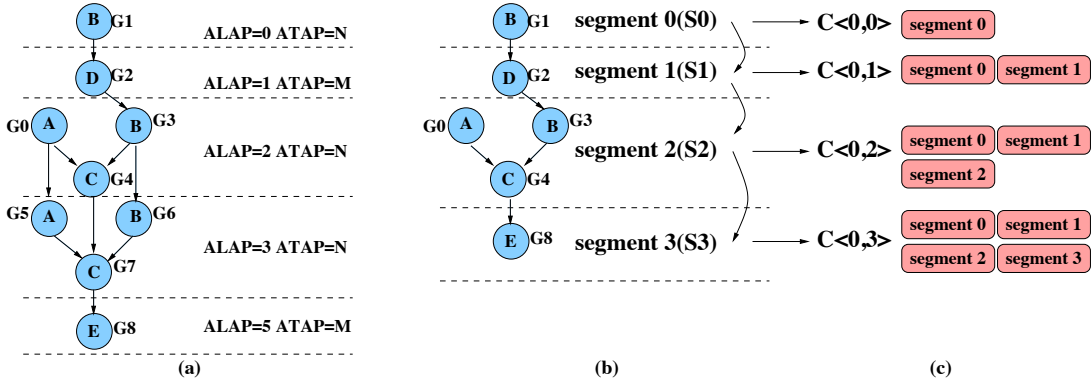 B G1
ALAP=0 ATAP=N
D G2
ALAP=1 ATAP=M
G0 A B G3
ALAP=2 ATAP=N
C G4
G5 A B G6
ALAP=3 ATAP=N
C G7
E G8
ALAP=5 ATAP=M
(a)
B G1 segment 0(S0)
D G2 segment 1(S1)
G0 A B G3
segment 2(S2)
C G4
E G8 segment 3(S3)
(b)
C<0,0> segment 0
C<0,1> segment 0 segment 1
C<0,2> segment 0 segment 1
segment 2
C<0,3> segment 0 segment 1
segment 2 segment 3
(c)